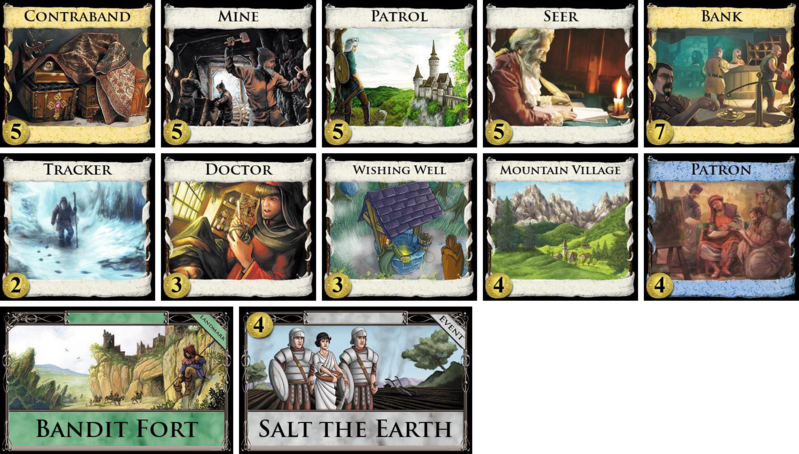 CONTRABAND
5
MINE
5
PATROL
5
SEER
5
BANK
7
TRACKER
2
DOCTOR
3
WISHING WELL
3
MOUNTAIN VILLAGE
4
PATRON
4
LANDMARK
BANDIT FORT
4
EVENT
SALT THE EARTH